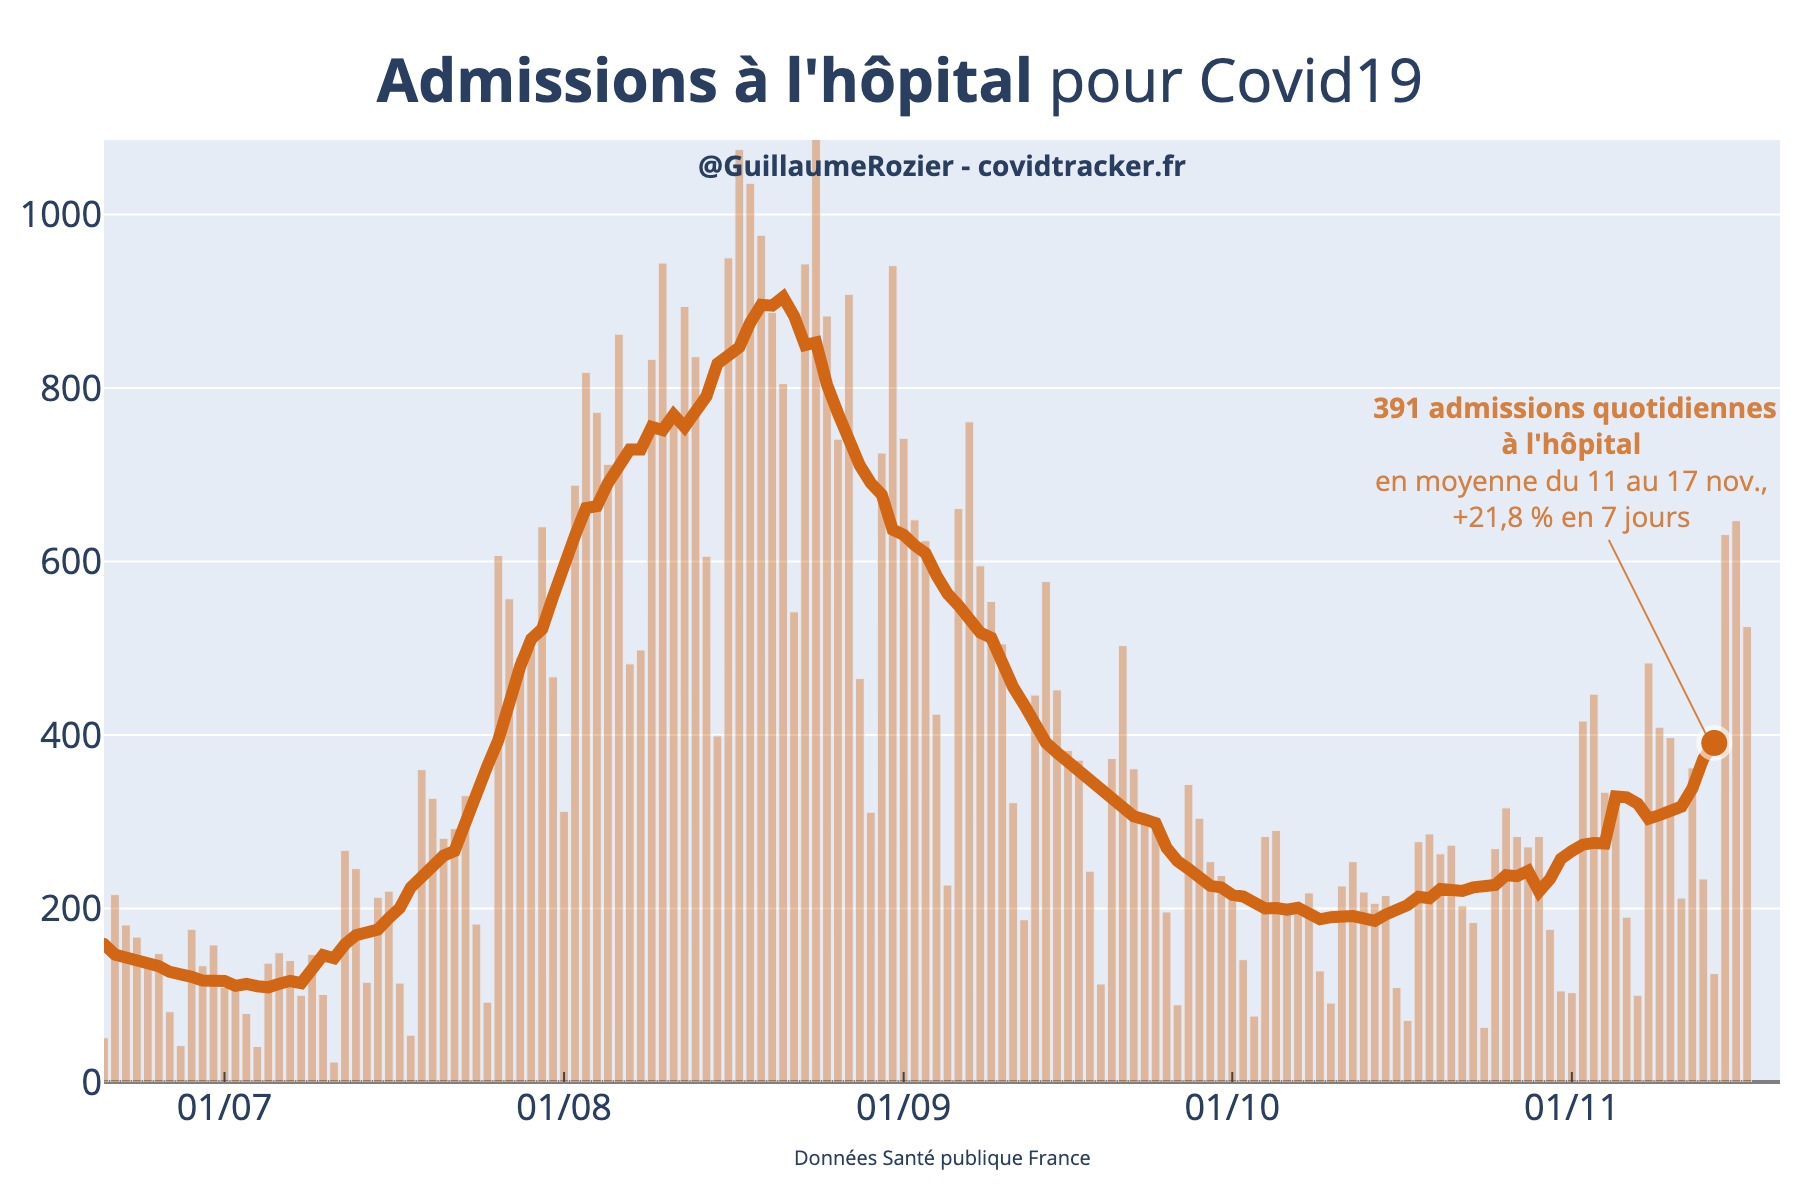 Admissions à l'hôpital pour Covid19
@GuillaumeRozier - covidtracker.fr
1000
800
391 admissions quotidiennes
à l'hôpital
en moyenne du 11 au 17 nov.,
+21,8 % en 7 jours
600
400
200
0
01/07 01/08 01/09 01/10 01/11
Données Santé publique France